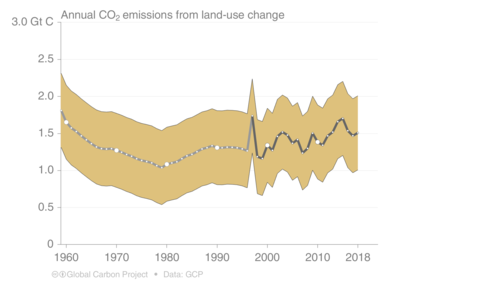 Annual CO₂ emissions from land-use change
3.0 Gt C
2.5
2.0
1.5
1.0
0.5
0
1960 1970 1980 1990 2000 2010 2018
Global Carbon Project • Data: GCP